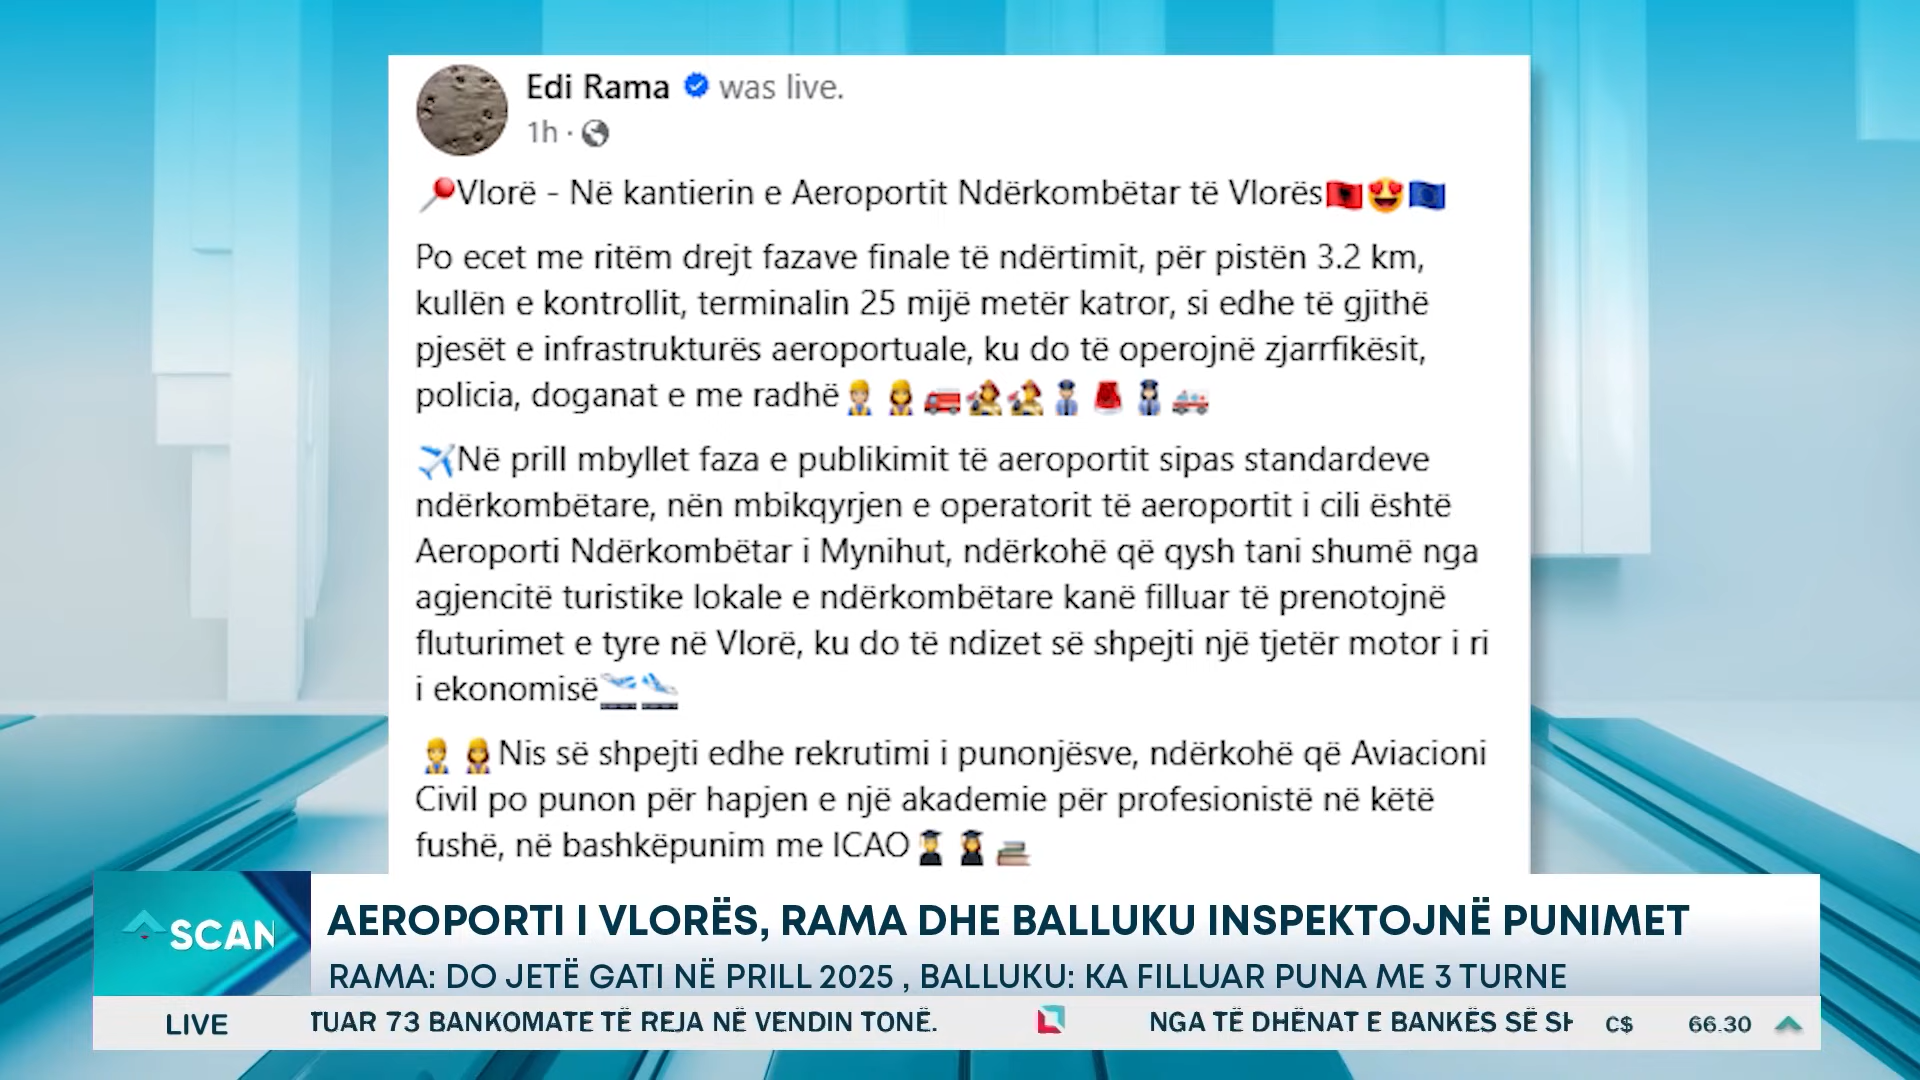 Edi Rama was live.
1h ·
Vlorë - Në kantierin e Aeroportit Ndërkombëtar të Vlorës
Po ecet me ritëm drejt fazave finale të ndërtimit, për pistën 3.2 km,
kullën e kontrollit, terminalin 25 mijë metër katror, si edhe të gjithë
pjesët e infrastrukturës aeroportuale, ku do të operojnë zjarrfikësit,
policia, doganat e me radhë
Në prill mbyllet faza e publikimit të aeroportit sipas standardeve
ndërkombëtare, nën mbikqyrjen e operatorit të aeroportit i cili është
Aeroporti Ndërkombëtar i Mynihut, ndërkohë që qysh tani shumë nga
agjencitë turistike lokale e ndërkombëtare kanë filluar të prenotojnë
fluturimet e tyre në Vlorë, ku do të ndizet së shpejti një tjetër motor i ri
i ekonomisë
Nis së shpejti edhe rekrutimi i punonjësve, ndërkohë që Aviacioni
Civil po punon për hapjen e një akademie për profesionistë në këtë
fushë, në bashkëpunim me ICAO
SCAN
AEROPORTI I VLORËS, RAMA DHE BALLUKU INSPEKTOJNË PUNIMET
RAMA: DO JETË GATI NË PRILL 2025 , BALLUKU: KA FILLUAR PUNA ME 3 TURNE
LIVE TUAR 73 BANKOMATE TË REJA NË VENDIN TONË. NGA TË DHËNAT E BANKËS SË C$ 66.30